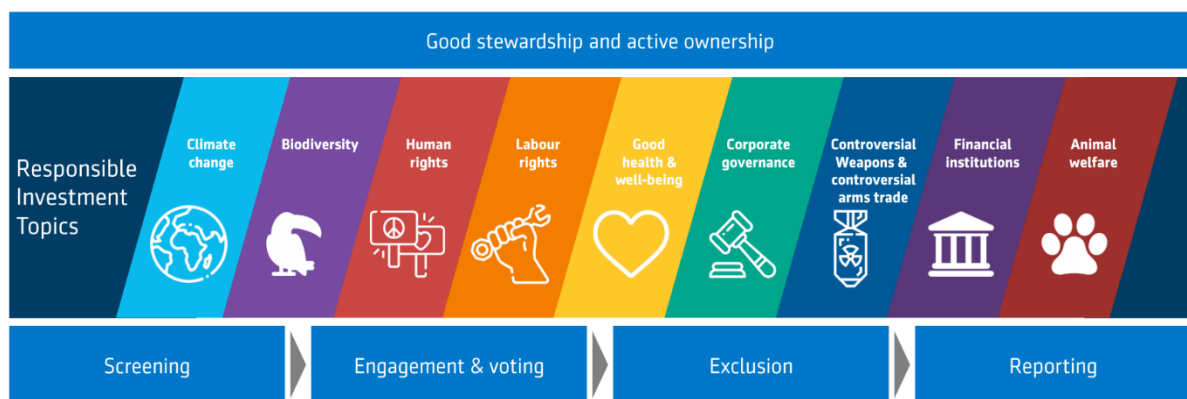 Good stewardship and active ownership
Responsible
Investment
Topics
Climate
change
Biodiversity
Human
rights
Labour
rights
Good
health &
well-being
Corporate
governance
Controversial
Weapons &
controversial
arms trade
Financial
institutions
Animal
welfare
Screening
Engagement & voting
Exclusion
Reporting